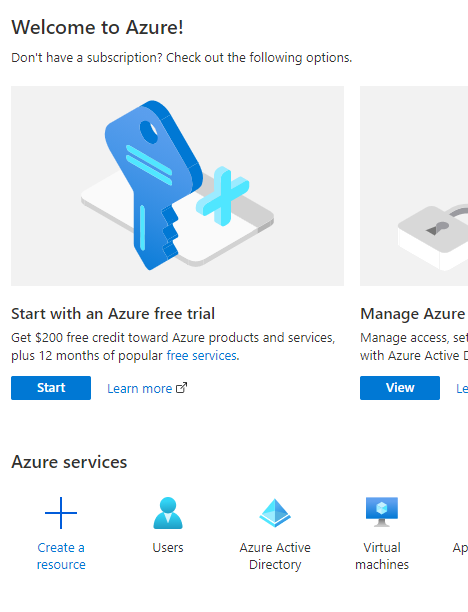 Welcome to Azure!
Don't have a subscription? Check out the following options.
Start with an Azure free trial
Get $200 free credit toward Azure products and services,
plus 12 months of popular free services.
Start
Learn more
Manage Azure
Manage access, set
with Azure Active D
View
Le
Azure services
Create a
resource
Users
Azure Active
Directory
Virtual
machines
Ap